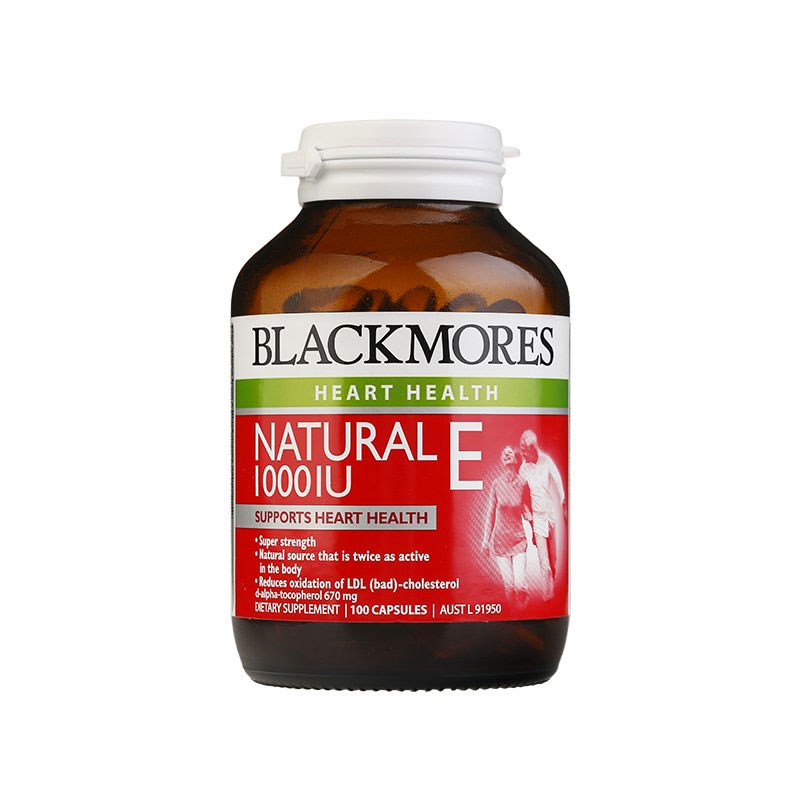 BLACKMORES
HEART HEALTH
NATURAL E
1000IU
SUPPORTS HEART HEALTH
• Super strength
• Natural source that is twice as active
in the body
• Reduces oxidation of LDL (bad)-cholesterol
d-alpha-tocopherol 670 mg
DIETARY SUPPLEMENT | 100 CAPSULES | AUST L 91950